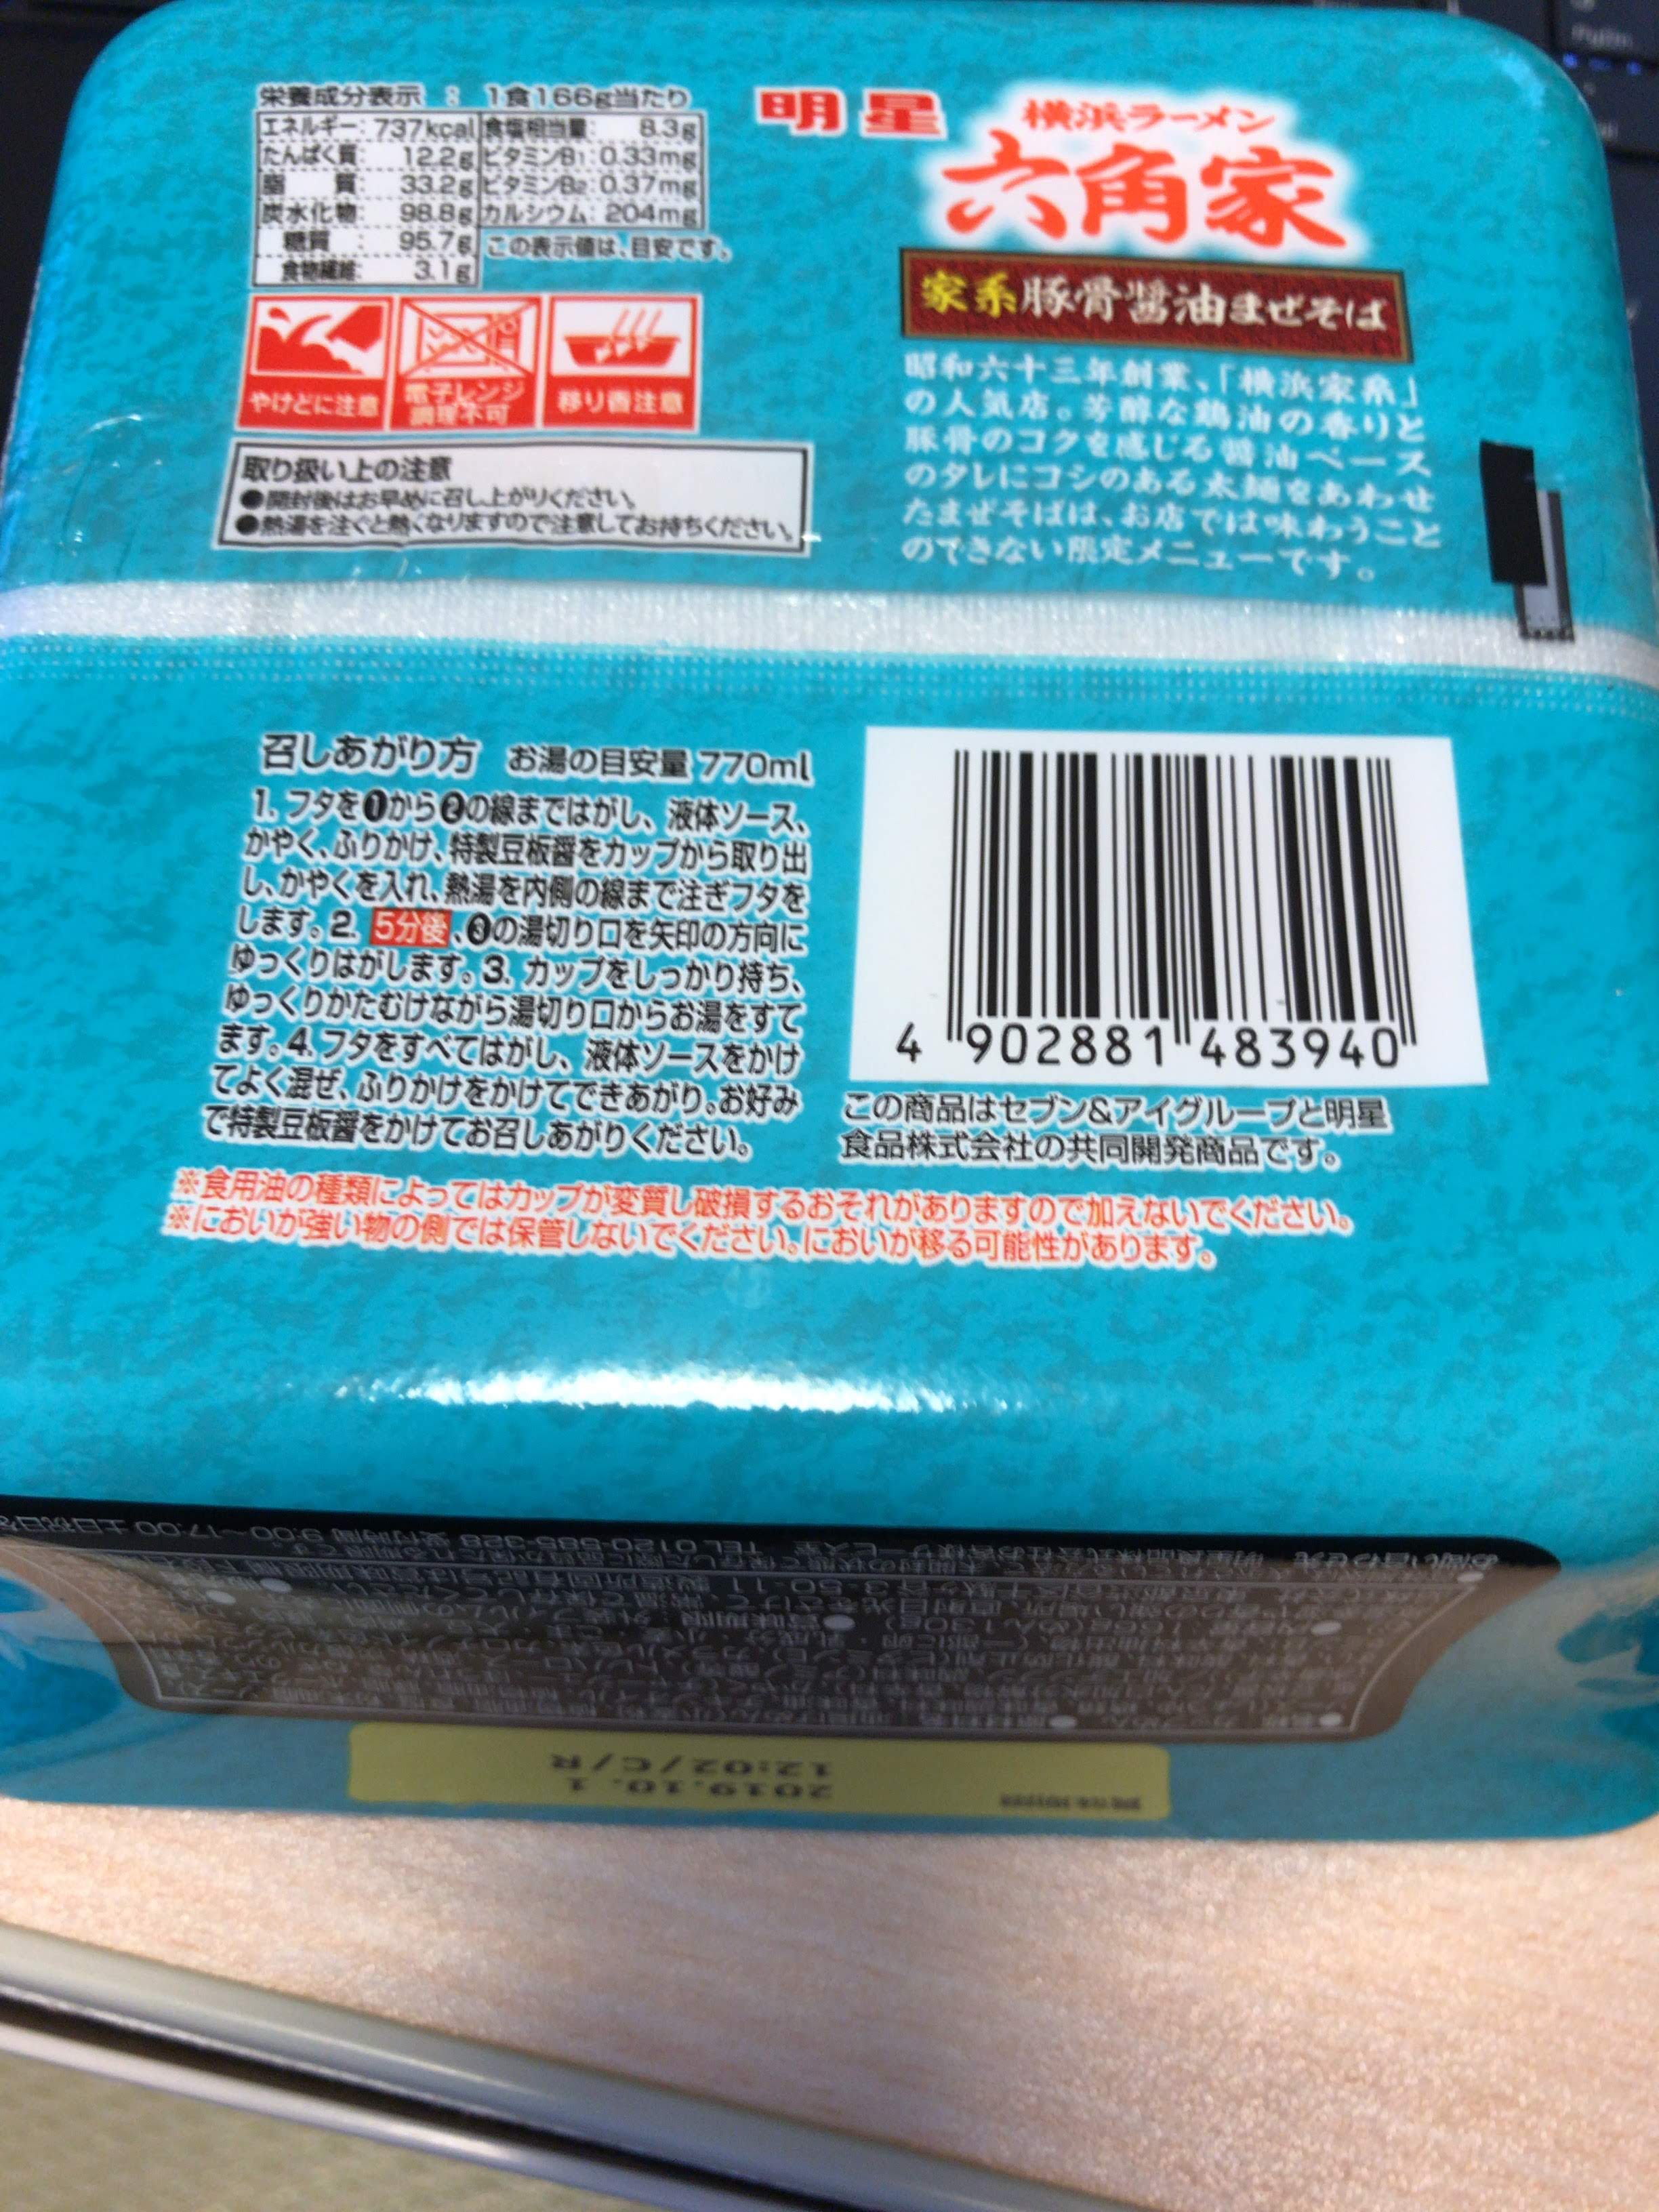 栄養成分表示 : 1食166g当たり
エネルギー: 737kcal 食塩相当量: 8.3g
たんぱく質: 12.2g ビタミンB1: 0.33mg
脂 質: 33.2g ビタミンB2: 0.37mg
炭水化物: 98.8g カルシウム: 204mg
糖質 : 95.7g この表示値は、目安です。
食物繊維: 3.1g
やけどに注意
電子レンジ
調理不可
移り香注意
取り扱い上の注意
●開封後はお早めに召し上がりください。
●熱湯を注ぐと熱くなりますので注意してお持ちください。
明星
横浜ラーメン
六角家
家系豚骨醤油まぜそば
昭和六十三年創業、「横浜家系」
の人気店。芳醇な鶏油の香りと
豚骨のコクを感じる醤油ベース
のタレにコシのある太麺をあわせ
たまぜそばは、お店では味わうこと
のできない限定メニューです。
召しあがり方 お湯の目安量 770ml
1. フタを❶から❷の線まではがし、液体ソース、
かやく、ふりかけ、特製豆板醤をカップから取り出
し、かやくを入れ、熱湯を内側の線まで注ぎフタを
します。2. 5分後、❸の湯切り口を矢印の方向に
ゆっくりはがします。3. カップをしっかり持ち、
ゆっくりかたむけながら湯切り口からお湯をすて
ます。4. フタをすべてはがし、液体ソースをかけ
てよく混ぜ、ふりかけをかけてできあがり。お好み
で特製豆板醤をかけてお召しあがりください。
4 902881 483940
この商品はセブン&アイグループと明星
食品株式会社の共同開発商品です。
※食用油の種類によってはカップが変質し破損するおそれがありますので加えないでください。
※においが強い物の側では保管しないでください。においが移る可能性があります。
TEL 0120-585-328 受付時間 9:00～17:00
2019.10.1
12:02/C/R